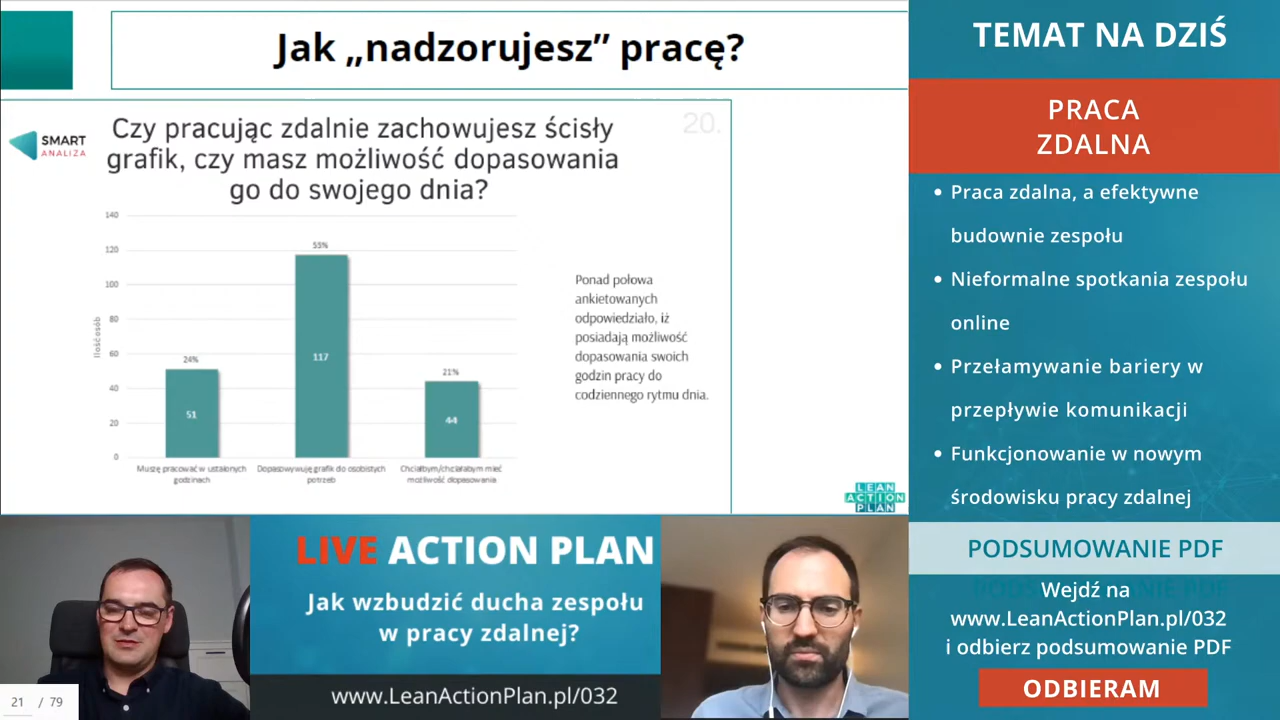 Jak „nadzorujesz” pracę?
SMART
ANALIZA
Czy pracując zdalnie zachowujesz ścisły
grafik, czy masz możliwość dopasowania
go do swojego dnia?
20.
140
120
100
80
60
40
20
0
Ilość osób
24%
51
55%
117
21%
44
Muszę pracować w ustalonych
godzinach
Dopasowywuję grafik do osobistych
potrzeb
Chciałbym/chciałabym mieć
możliwość dopasowania
Ponad połowa
ankietowanych
odpowiedziało, iż
posiadają możliwość
dopasowania swoich
godzin pracy do
codziennego rytmu dnia.
LEAN
ACTION
PLAN
21 / 79
LIVE ACTION PLAN
Jak wzbudzić ducha zespołu
w pracy zdalnej?
www.LeanActionPlan.pl/032
TEMAT NA DZIŚ
PRACA
ZDALNA
• Praca zdalna, a efektywne
budownie zespołu
• Nieformalne spotkania zespołu
online
• Przełamywanie bariery w
przepływie komunikacji
• Funkcjonowanie w nowym
środowisku pracy zdalnej
PODSUMOWANIE PDF
Wejdź na
www.LeanActionPlan.pl/032
i odbierz podsumowanie PDF
ODBIERAM